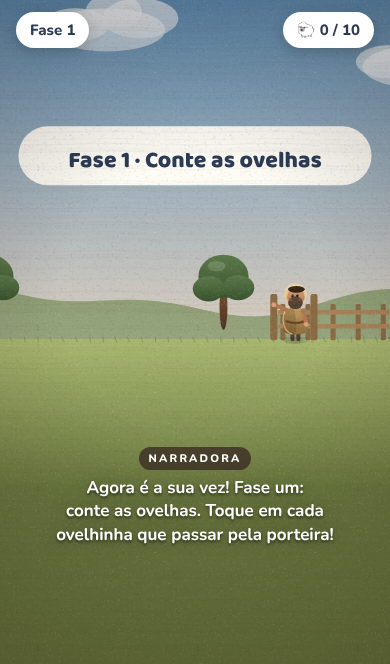 Fase 1
0 / 10
Fase 1 · Conte as ovelhas
NARRADORA
Agora é a sua vez! Fase um:
conte as ovelhas. Toque em cada
ovelhinha que passar pela porteira!